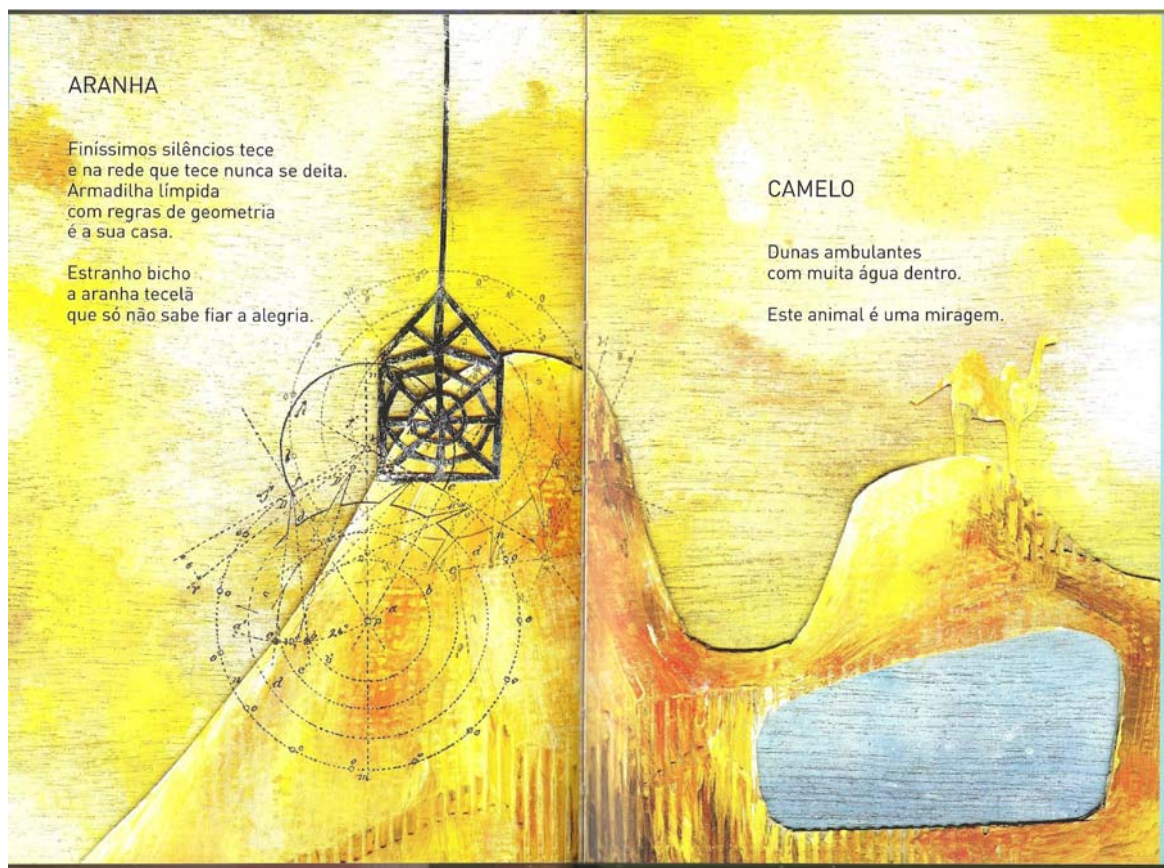 ARANHA
Finíssimos silêncios tece
e na rede que tece nunca se deita.
Armadilha límpida
com regras de geometria
é a sua casa.
Estranho bicho
a aranha tecelã
que só não sabe fiar a alegria.
CAMELO
Dunas ambulantes
com muita água dentro.
Este animal é uma miragem.